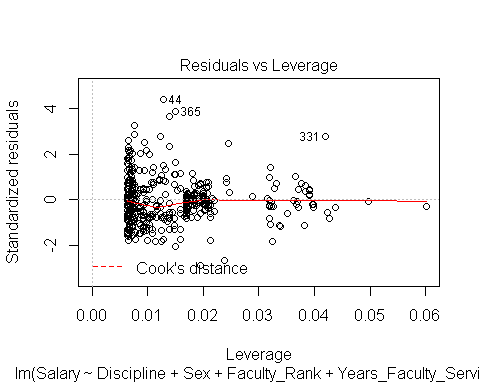 Residuals vs Leverage
Standardized residuals
4
2
0
-2
44
365
331
Cook's distance
0.00 0.01 0.02 0.03 0.04 0.05 0.06
Leverage
lm(Salary ~ Discipline + Sex + Faculty_Rank + Years_Faculty_Servi